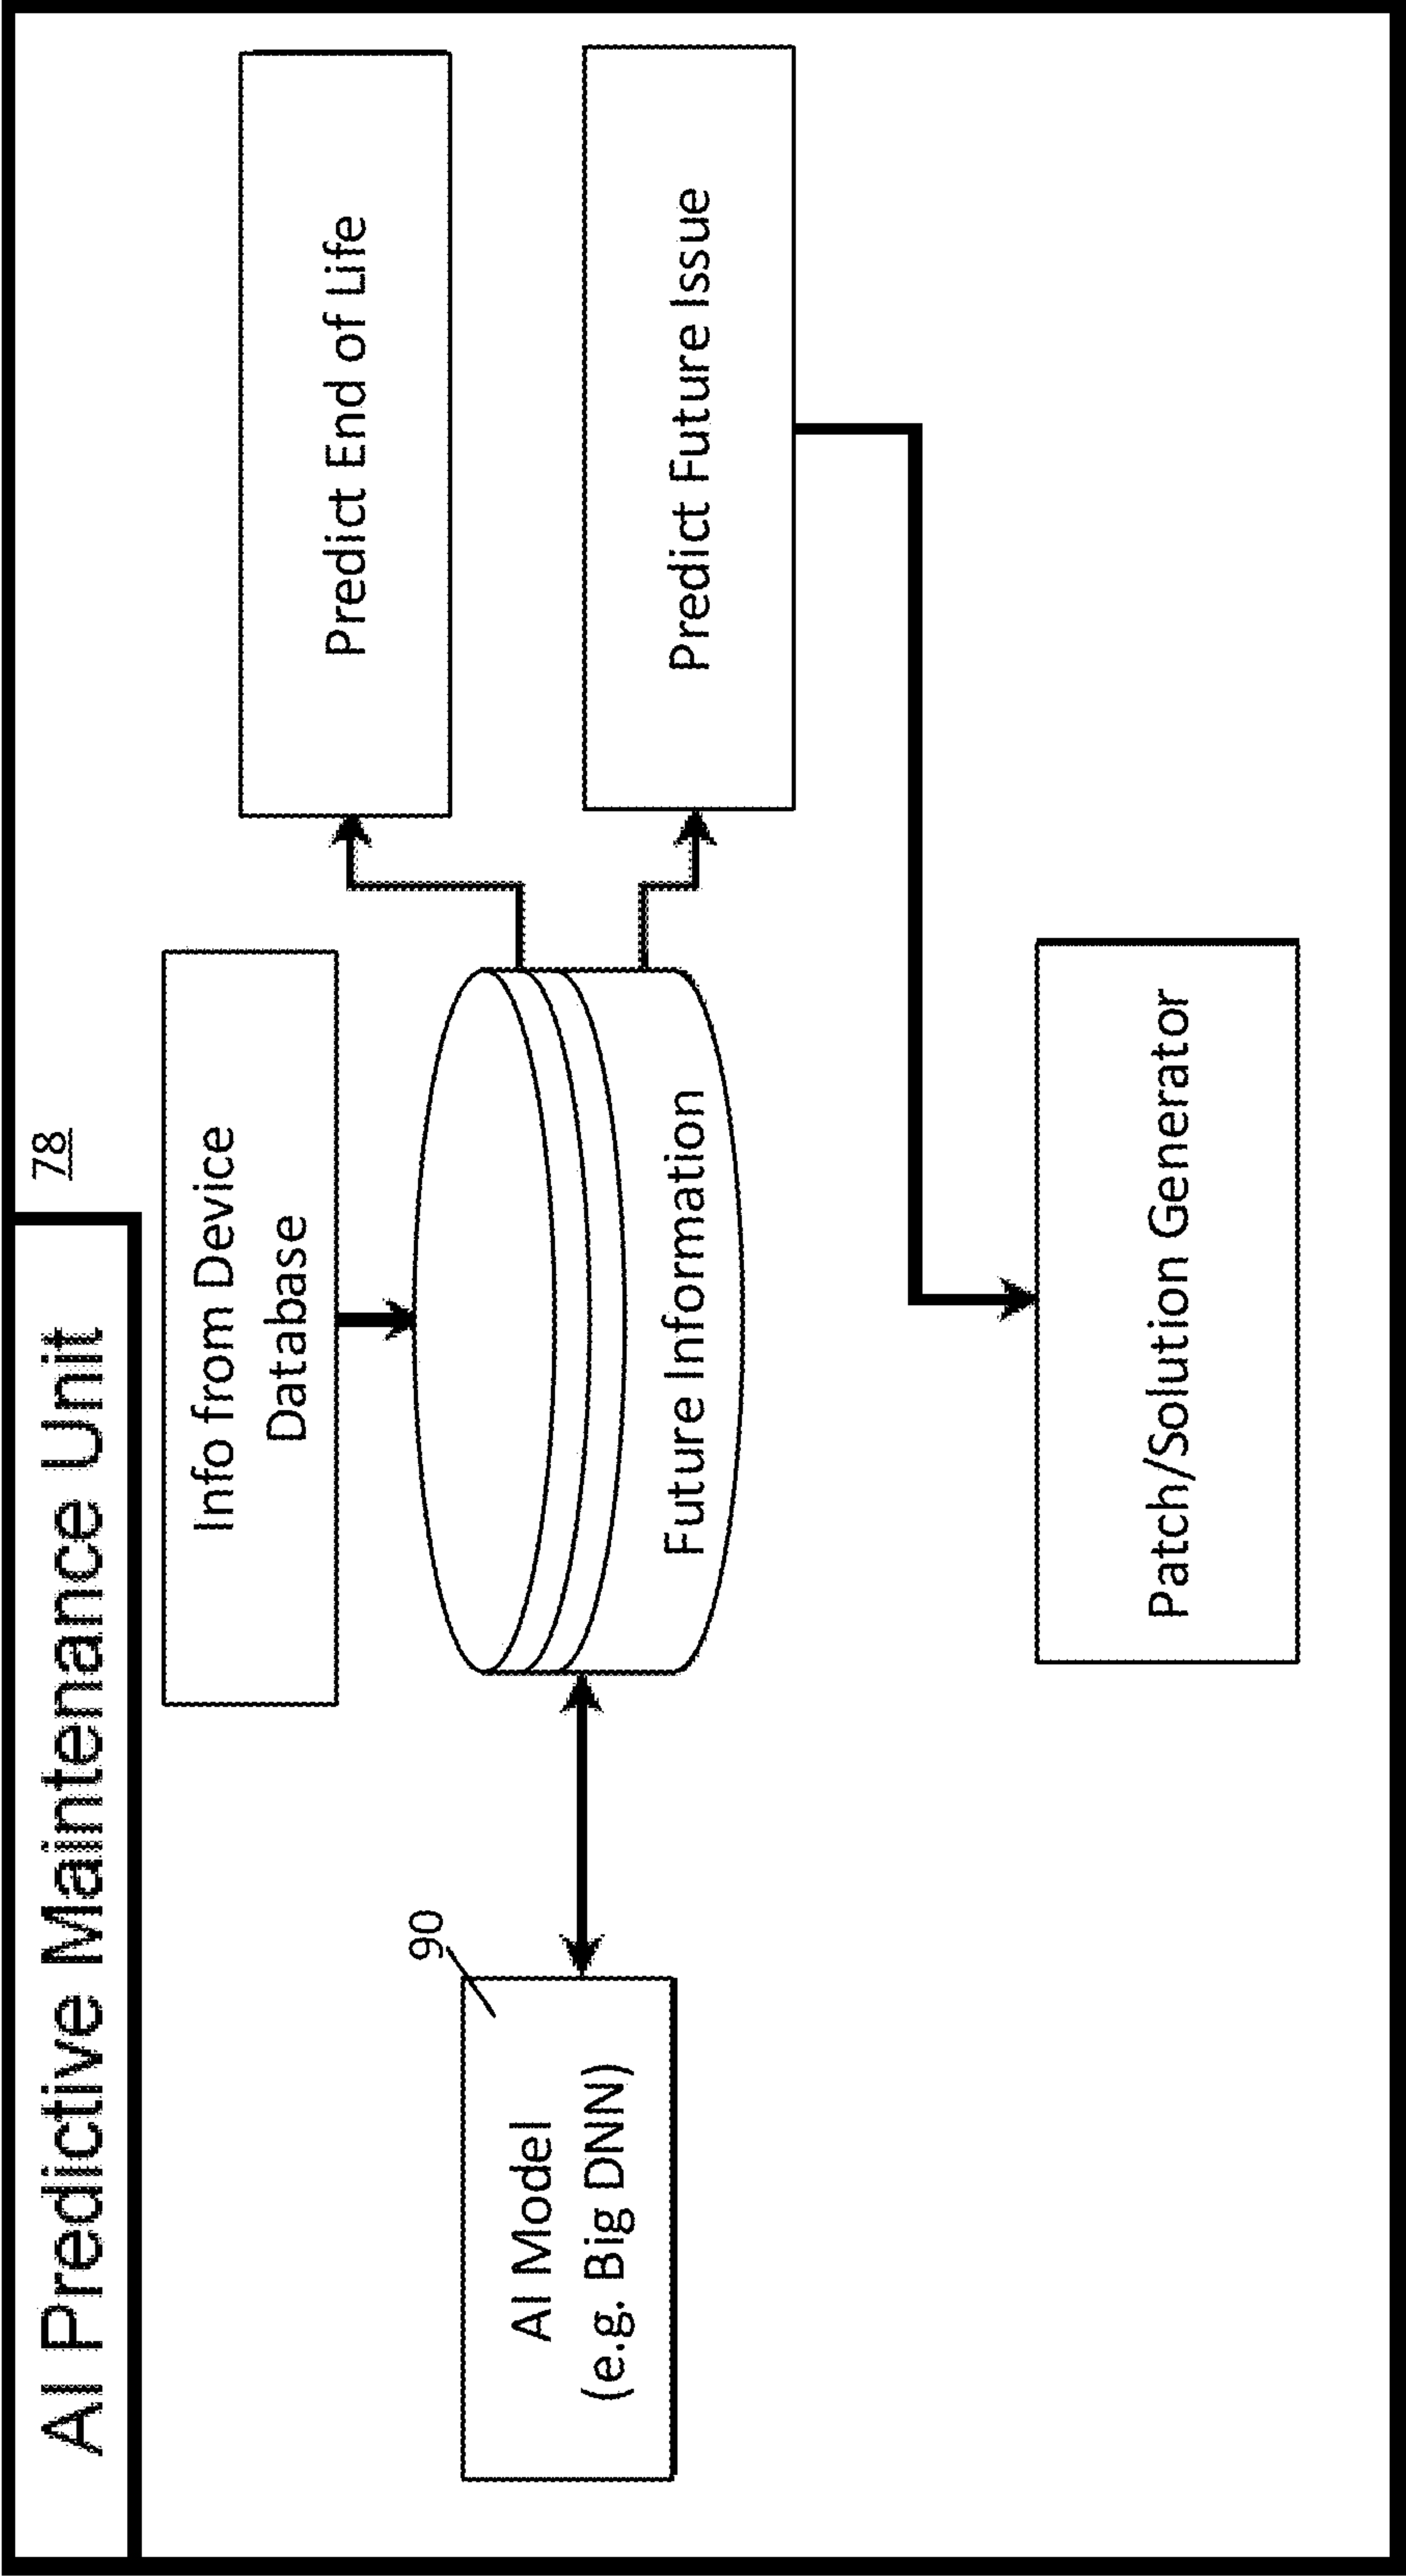 AI Predictive Maintenance Unit
78
Info from Device
Database
Predict End of Life
90
AI Model
(e.g. Big DNN)
Future Information
Predict Future Issue
Patch/Solution Generator